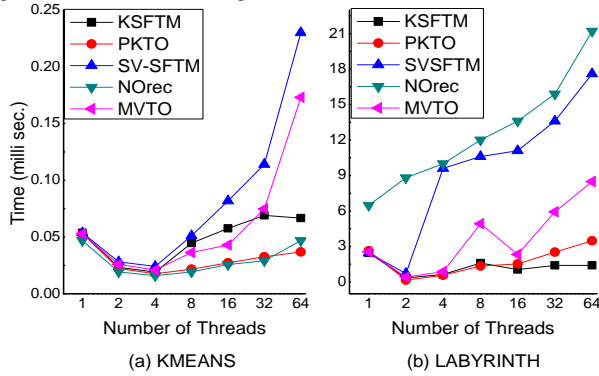 0.25
0.20
0.15
0.10
0.05
0.00
Time (milli sec.)
KSFTM
PKTO
SV-SFTM
NOrec
MVTO
1 2 4 8 16 32 64
Number of Threads
(a) KMEANS
21
18
15
12
9
6
3
0
KSFTM
PKTO
SVSFTM
NOrec
MVTO
1 2 4 8 16 32 64
Number of Threads
(b) LABYRINTH